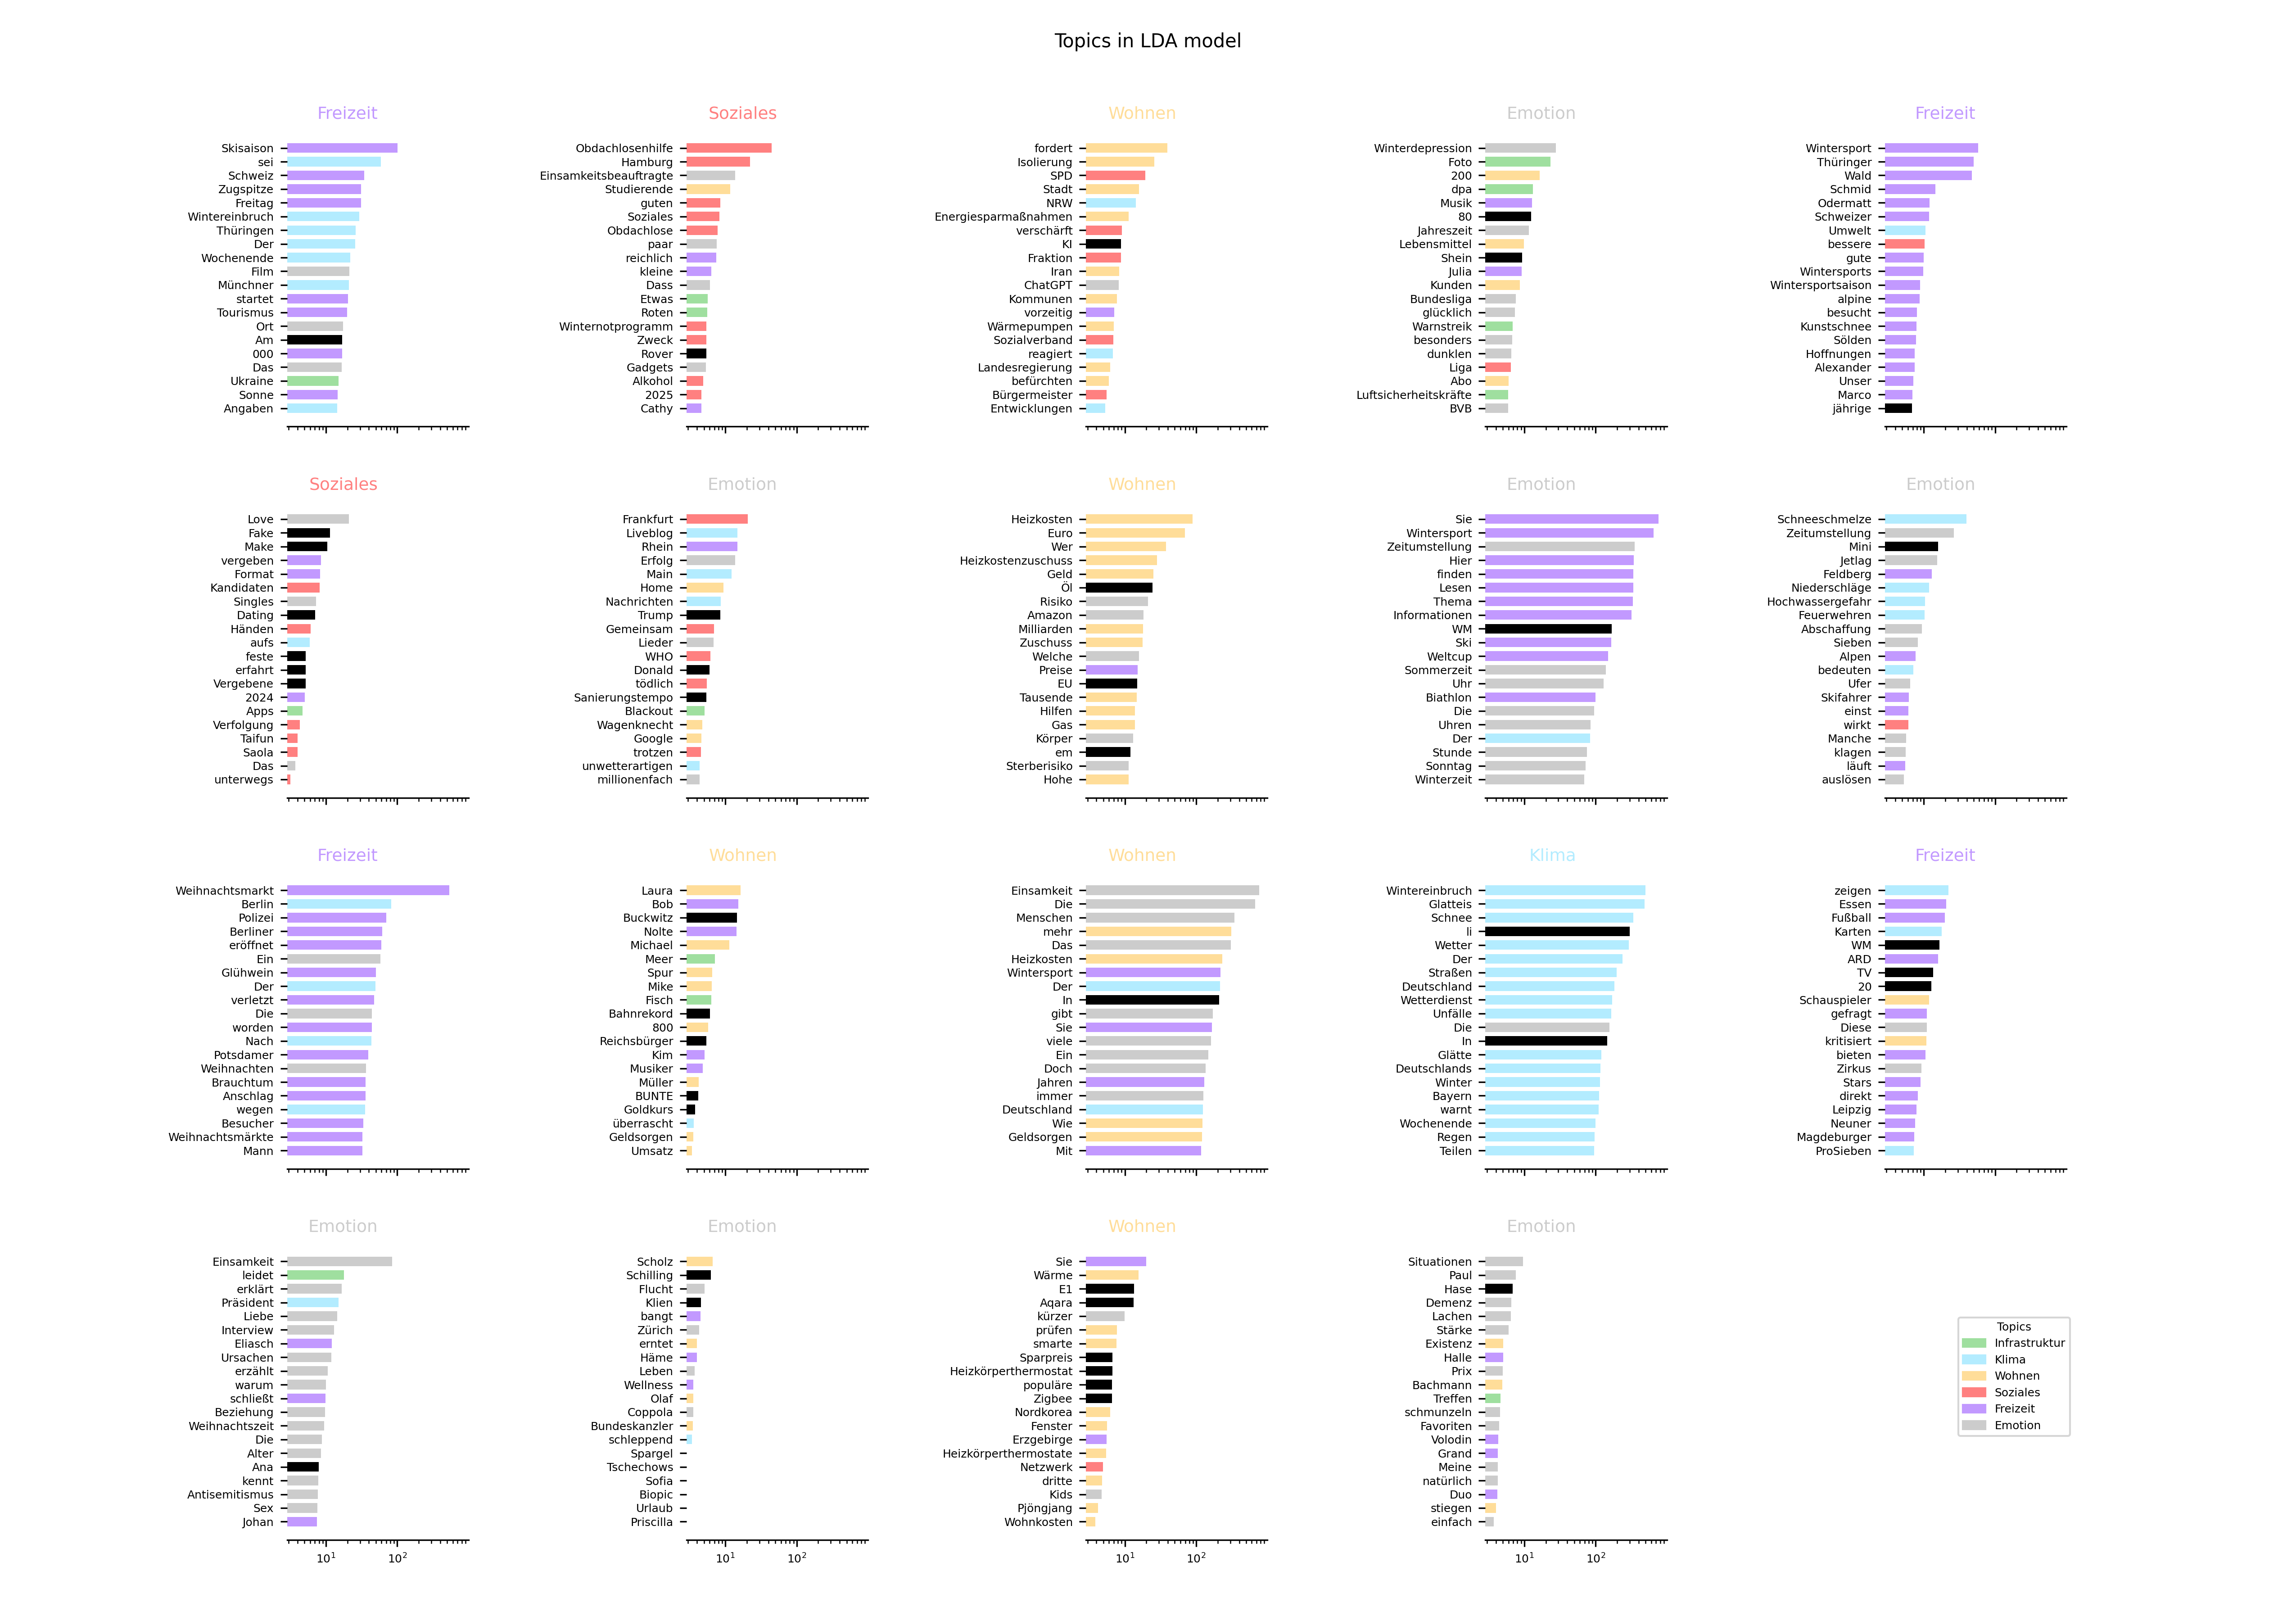 Topics in LDA model
Freizeit
Skisaison
sei
Schweiz
Zugspitze
Freitag
Wintereinbruch
Thüringen
Der
Wochenende
Film
Münchner
startet
Tourismus
Ort
Am
000
Das
Ukraine
Sonne
Angaben
Soziales
Obdachlosenhilfe
Hamburg
Einsamkeitsbeauftragte
Studierende
guten
Soziales
Obdachlose
paar
reichlich
kleine
Dass
Etwas
Roten
Winternotprogramm
Zweck
Rover
Gadgets
Alkohol
2025
Cathy
Wohnen
fordert
Isolierung
SPD
Stadt
NRW
Energiesparmaßnahmen
verschärft
KI
Fraktion
Iran
ChatGPT
Kommunen
vorzeitig
Wärmepumpen
Sozialverband
reagiert
Landesregierung
befürchten
Bürgermeister
Entwicklungen
Emotion
Winterdepression
Foto
200
dpa
Musik
80
Jahreszeit
Lebensmittel
Shein
Julia
Kunden
Bundesliga
glücklich
Warnstreik
besonders
dunklen
Liga
Abo
Luftsicherheitskräfte
BVB
Freizeit
Wintersport
Thüringer
Wald
Schmid
Odermatt
Schweizer
Umwelt
bessere
gute
Wintersports
Wintersportsaison
alpine
besucht
Kunstschnee
Sölden
Hoffnungen
Alexander
Unser
Marco
jährige
Soziales
Love
Fake
Make
vergeben
Format
Kandidaten
Singles
Dating
Händen
aufs
feste
erfahrt
Vergebene
2024
Apps
Verfolgung
Taifun
Saola
Das
unterwegs
Emotion
Frankfurt
Liveblog
Rhein
Erfolg
Main
Home
Nachrichten
Trump
Gemeinsam
Lieder
WHO
Donald
tödlich
Sanierungstempo
Blackout
Wagenknecht
Google
trotzen
unwetterartigen
millionenfach
Wohnen
Heizkosten
Euro
Wer
Heizkostenzuschuss
Geld
Öl
Risiko
Amazon
Milliarden
Zuschuss
Welche
Preise
EU
Tausende
Hilfen
Gas
Körper
em
Sterberisiko
Hohe
Emotion
Sie
Wintersport
Zeitumstellung
Hier
finden
Lesen
Thema
Informationen
WM
Ski
Weltcup
Sommerzeit
Uhr
Biathlon
Die
Uhren
Der
Stunde
Sonntag
Winterzeit
Emotion
Schneeschmelze
Zeitumstellung
Mini
Jetlag
Feldberg
Niederschläge
Hochwassergefahr
Feuerwehren
Abschaffung
Sieben
Alpen
bedeuten
Ufer
Skifahrer
einst
wirkt
Manche
klagen
läuft
auslösen
Freizeit
Weihnachtsmarkt
Berlin
Polizei
Berliner
eröffnet
Ein
Glühwein
Der
verletzt
Die
worden
Nach
Potsdamer
Weihnachten
Brauchtum
Anschlag
wegen
Besucher
Weihnachtsmärkte
Mann
Wohnen
Laura
Bob
Buckwitz
Nolte
Michael
Meer
Spur
Mike
Fisch
Bahnrekord
800
Reichsbürger
Kim
Musiker
Müller
BUNTE
Goldkurs
überrascht
Geldsorgen
Umsatz
Wohnen
Einsamkeit
Die
Menschen
mehr
Das
Heizkosten
Wintersport
Der
In
gibt
Sie
viele
Ein
Doch
Jahren
immer
Deutschland
Wie
Geldsorgen
Mit
Klima
Wintereinbruch
Glatteis
Schnee
li
Wetter
Der
Straßen
Deutschland
Wetterdienst
Unfälle
Die
In
Glätte
Deutschlands
Winter
Bayern
warnt
Wochenende
Regen
Teilen
Freizeit
zeigen
Essen
Fußball
Karten
WM
ARD
TV
20
Schauspieler
gefragt
Diese
kritisiert
bieten
Zirkus
Stars
direkt
Leipzig
Neuner
Magdeburger
ProSieben
Emotion
Einsamkeit
leidet
erklärt
Präsident
Liebe
Interview
Eliasch
Ursachen
erzählt
warum
schließt
Beziehung
Weihnachtszeit
Die
Alter
Ana
kennt
Antisemitismus
Sex
Johan
10¹ 10²
Emotion
Scholz
Schilling
Flucht
Klien
bangt
Zürich
erntet
Häme
Leben
Wellness
Olaf
Coppola
Bundeskanzler
schleppend
Spargel
Tschechows
Sofia
Biopic
Urlaub
Priscilla
10¹ 10²
Wohnen
Sie
Wärme
E1
Aqara
kürzer
prüfen
smarte
Sparpreis
Heizkörperthermostat
populäre
Zigbee
Nordkorea
Fenster
Erzgebirge
Heizkörperthermostate
Netzwerk
dritte
Kids
Pjöngjang
Wohnkosten
10¹ 10²
Emotion
Situationen
Paul
Hase
Demenz
Lachen
Stärke
Existenz
Halle
Prix
Bachmann
Treffen
schmunzeln
Favoriten
Volodin
Grand
Meine
natürlich
Duo
stiegen
einfach
10¹ 10²
Topics
Infrastruktur
Klima
Wohnen
Soziales
Freizeit
Emotion